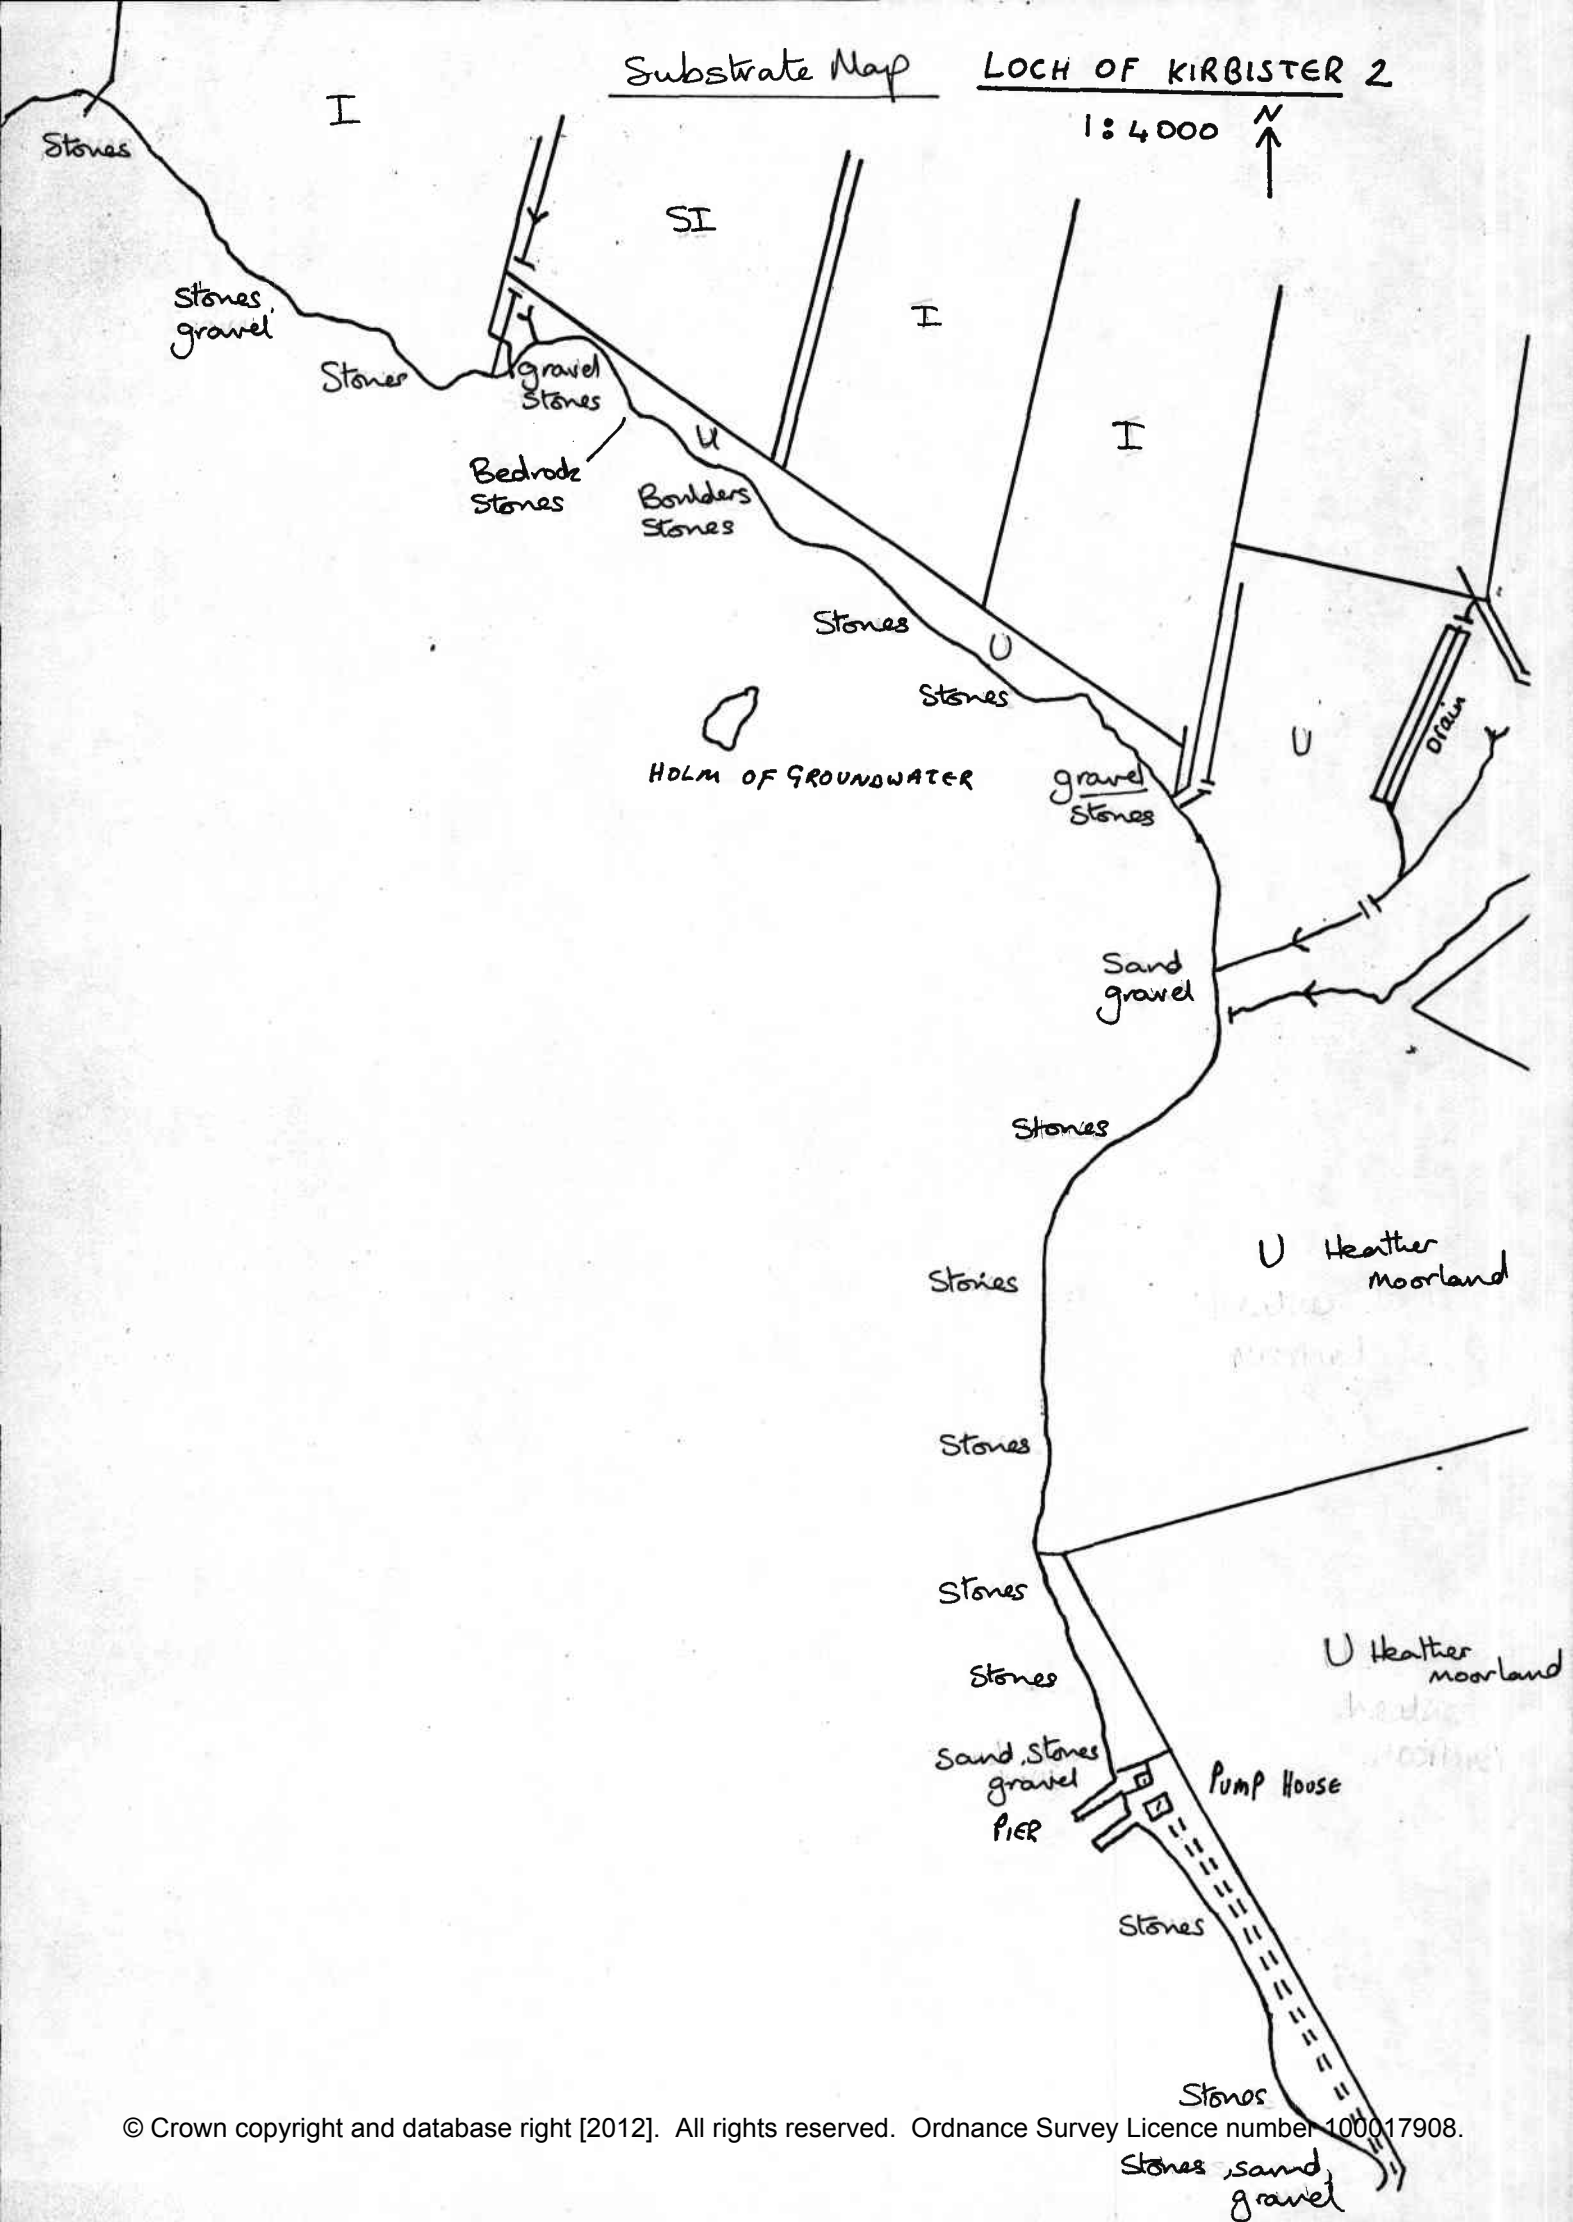 Substrate Map LOCH OF KIRBISTER 2
1:4000 N
I
Stones
SI
Stones,
gravel
I
Stones
gravel
Stones
I
U
Bedrock
Stones
Boulders
Stones
Stones
U
Stones
Drain
U
HOLM OF GROUNDWATER
gravel
Stones
Sand
gravel
Stones
U Heather
Moorland
Stones
Stones
Stones
U Heather
moorland
Stones
Sand, Stones
gravel
PUMP HOUSE
PIER
Stones
Stones
© Crown copyright and database right [2012]. All rights reserved. Ordnance Survey Licence number 100017908.
Stones, sand,
gravel